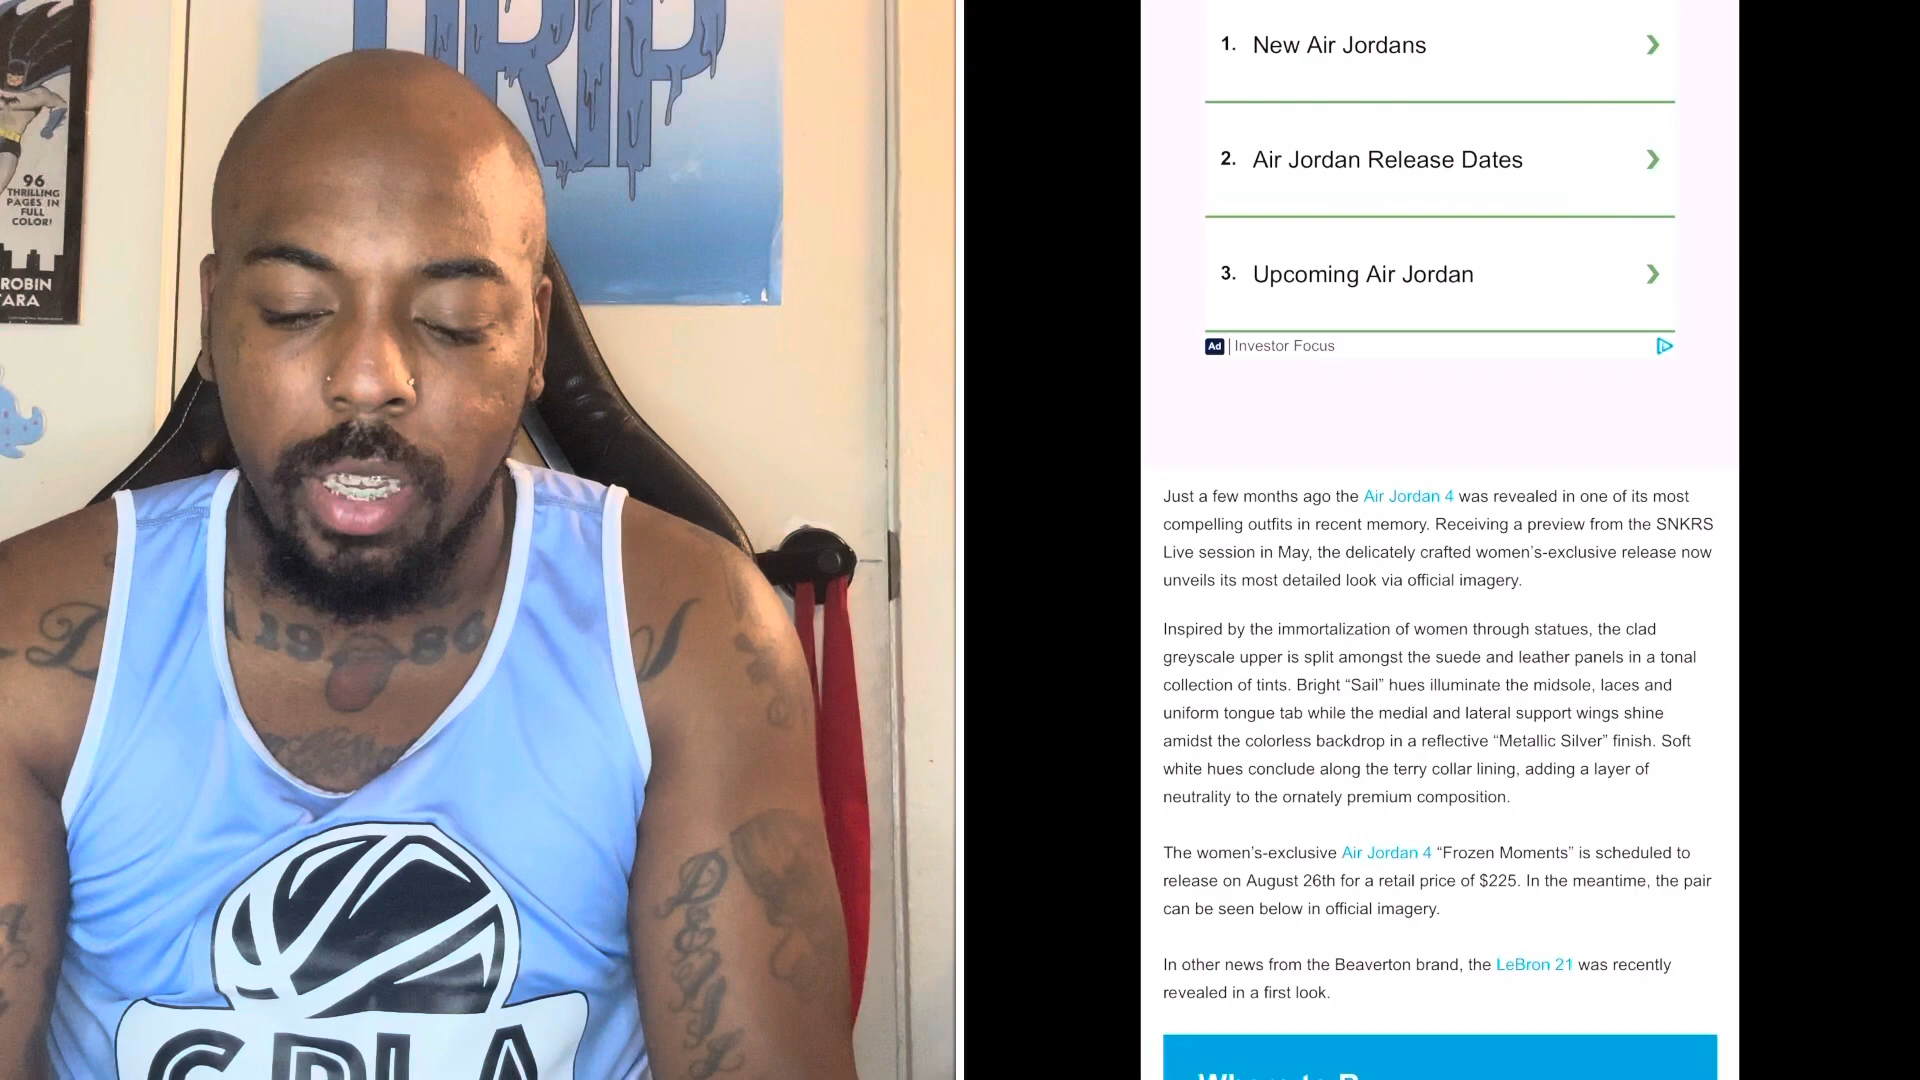 DRIP
96
THRILLING
PAGES IN
FULL
COLOR!
ROBIN
1986
1. New Air Jordans
2. Air Jordan Release Dates
3. Upcoming Air Jordan
Ad | Investor Focus
Just a few months ago the Air Jordan 4 was revealed in one of its most
compelling outfits in recent memory. Receiving a preview from the SNKRS
Live session in May, the delicately crafted women’s-exclusive release now
unveils its most detailed look via official imagery.
Inspired by the immortalization of women through statues, the clad
greyscale upper is split amongst the suede and leather panels in a tonal
collection of tints. Bright “Sail” hues illuminate the midsole, laces and
uniform tongue tab while the medial and lateral support wings shine
amidst the colorless backdrop in a reflective “Metallic Silver” finish. Soft
white hues conclude along the terry collar lining, adding a layer of
neutrality to the ornately premium composition.
The women’s-exclusive Air Jordan 4 “Frozen Moments” is scheduled to
release on August 26th for a retail price of $225. In the meantime, the pair
can be seen below in official imagery.
In other news from the Beaverton brand, the LeBron 21 was recently
revealed in a first look.